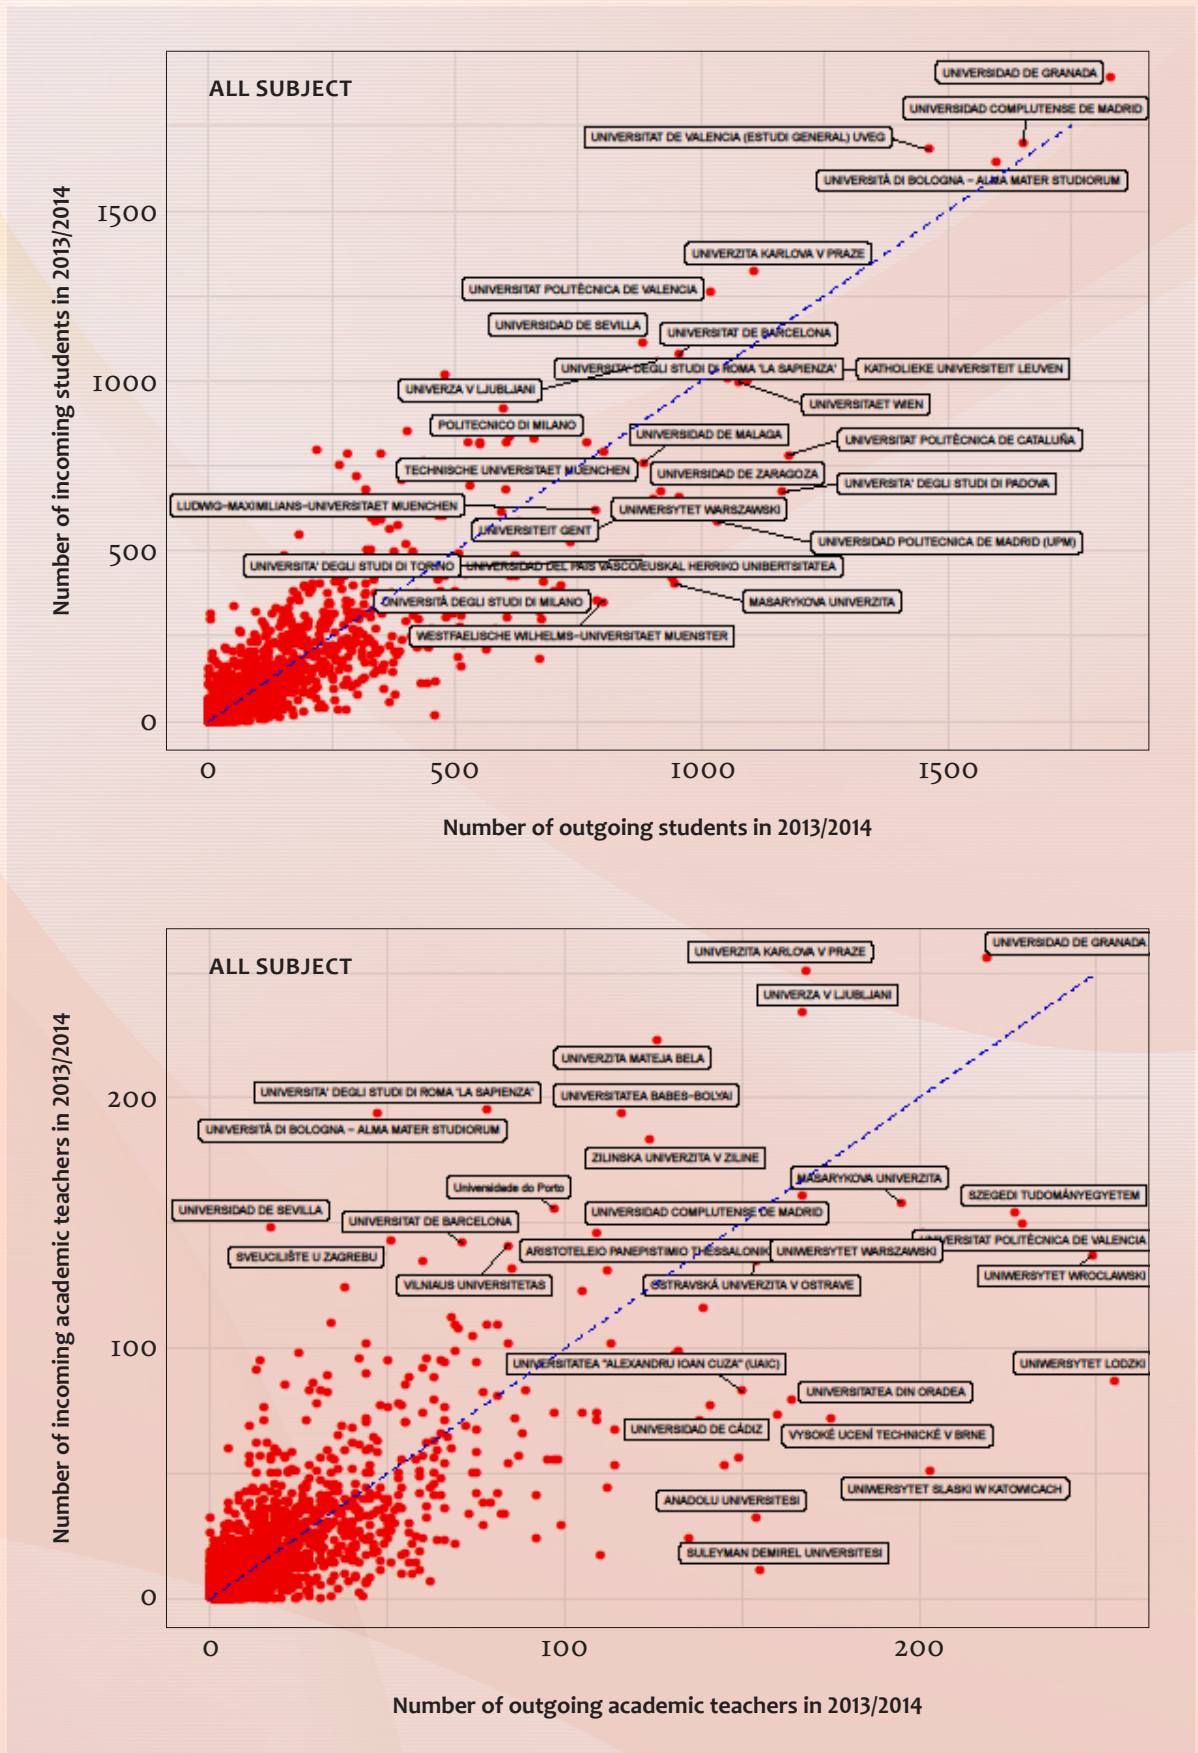 ALL SUBJECT
UNIVERSIDAD DE GRANADA
UNIVERSIDAD COMPLUTENSE DE MADRID
UNIVERSITAT DE VALENCIA (ESTUDI GENERAL) UVEG
UNIVERSITÀ DI BOLOGNA - ALMA MATER STUDIORUM
1500
UNIVERZITA KARLOVA V PRAZE
UNIVERSITAT POLITÈCNICA DE VALENCIA
UNIVERSIDAD DE SEVILLA
UNIVERSITAT DE BARCELONA
UNIVERSITA' DEGLI STUDI DI ROMA 'LA SAPIENZA'
KATHOLIEKE UNIVERSITEIT LEUVEN
1000
UNIVERZA V LJUBLJANI
UNIVERSITAET WIEN
POLITECNICO DI MILANO
UNIVERSIDAD DE MALAGA
UNIVERSITAT POLITÈCNICA DE CATALUÑA
TECHNISCHE UNIVERSITAET MUENCHEN
UNIVERSIDAD DE ZARAGOZA
UNIVERSITA' DEGLI STUDI DI PADOVA
LUDWIG-MAXIMILIANS-UNIVERSITAET MUENCHEN
UNIWERSYTET WARSZAWSKI
UNIVERSITEIT GENT
UNIVERSIDAD POLITECNICA DE MADRID (UPM)
500
UNIVERSITA' DEGLI STUDI DI TORINO
UNIVERSIDAD DEL PAIS VASCO/EUSKAL HERRIKO UNIBERTSITATEA
UNIVERSITÀ DEGLI STUDI DI MILANO
MASARYKOVA UNIVERZITA
WESTFAELISCHE WILHELMS-UNIVERSITAET MUENSTER
0
0 500 1000 1500
Number of incoming students in 2013/2014
Number of outgoing students in 2013/2014
ALL SUBJECT
UNIVERSIDAD DE GRANADA
UNIVERZITA KARLOVA V PRAZE
UNIVERZA V LJUBLJANI
UNIVERZITA MATEJA BELA
UNIVERSITA' DEGLI STUDI DI ROMA 'LA SAPIENZA'
UNIVERSITATEA BABES-BOLYAI
200
UNIVERSITÀ DI BOLOGNA - ALMA MATER STUDIORUM
ZILINSKA UNIVERZITA V ZILINE
MASARYKOVA UNIVERZITA
Universidade do Porto
SZEGEDI TUDOMÁNYEGYETEM
UNIVERSIDAD DE SEVILLA
UNIVERSIDAD COMPLUTENSE DE MADRID
UNIVERSITAT DE BARCELONA
UNIVERSITAT POLITÈCNICA DE VALENCIA
SVEUCILIŠTE U ZAGREBU
ARISTOTELEIO PANEPISTIMIO THESSALONIK
UNIWERSYTET WARSZAWSKI
UNIWERSYTET WROCLAWSKI
VILNIAUS UNIVERSITETAS
OSTRAVSKÁ UNIVERZITA V OSTRAVE
100
UNIVERSITATEA "ALEXANDRU IOAN CUZA" (UAIC)
UNIWERSYTET LODZKI
UNIVERSITATEA DIN ORADEA
UNIVERSIDAD DE CÁDIZ
VYSOKÉ UCENÍ TECHNICKÉ V BRNE
UNIWERSYTET SLASKI W KATOWICACH
ANADOLU UNIVERSITESI
SULEYMAN DEMIREL UNIVERSITESI
0
0 100 200
Number of incoming academic teachers in 2013/2014
Number of outgoing academic teachers in 2013/2014